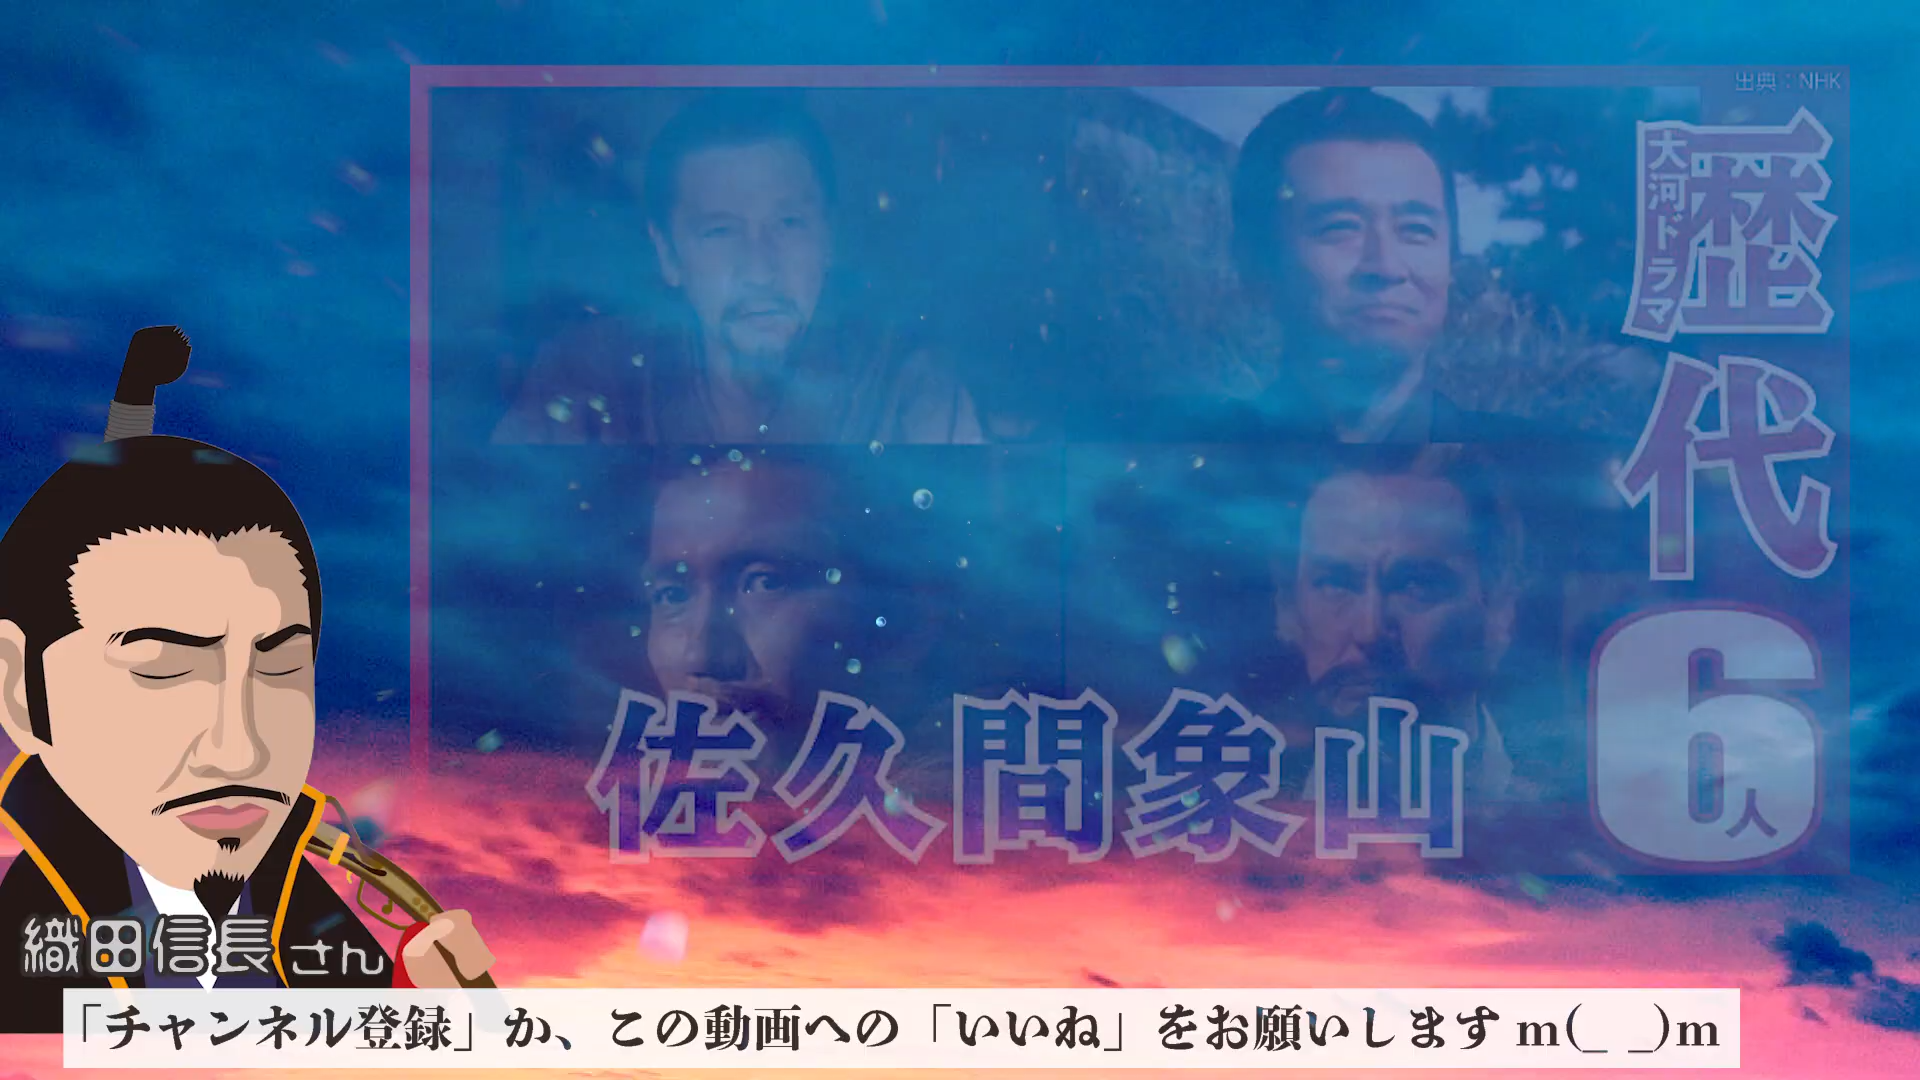 出典：NHK
大河ドラマ
歴代
6人
佐久間象山
織田信長さん
「チャンネル登録」か、この動画への「いいね」をお願いしますm(_ _)m